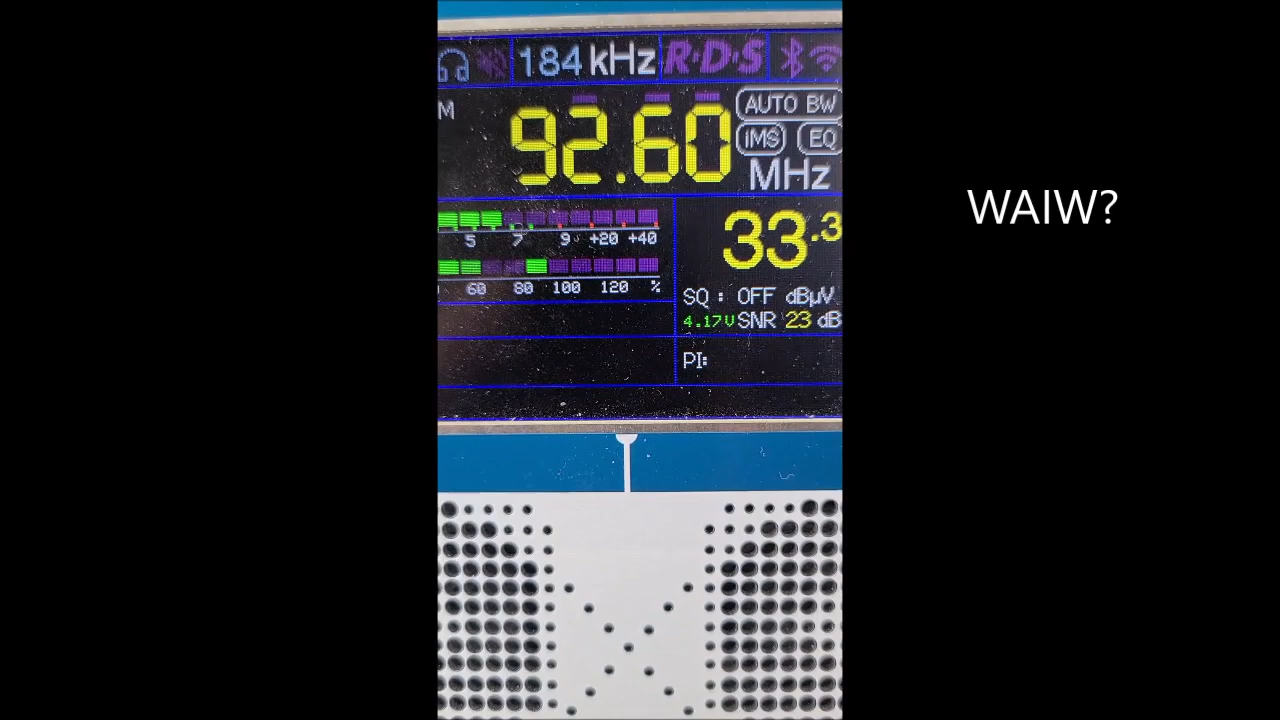 184 kHz R·D·S
M
92.60
AUTO BW
iMS EQ
MHz
5 7 9 +20 +40
60 80 100 120 %
33.3
SQ : OFF dBµV
4.17V SNR 23 dB
PI:
WAIW?